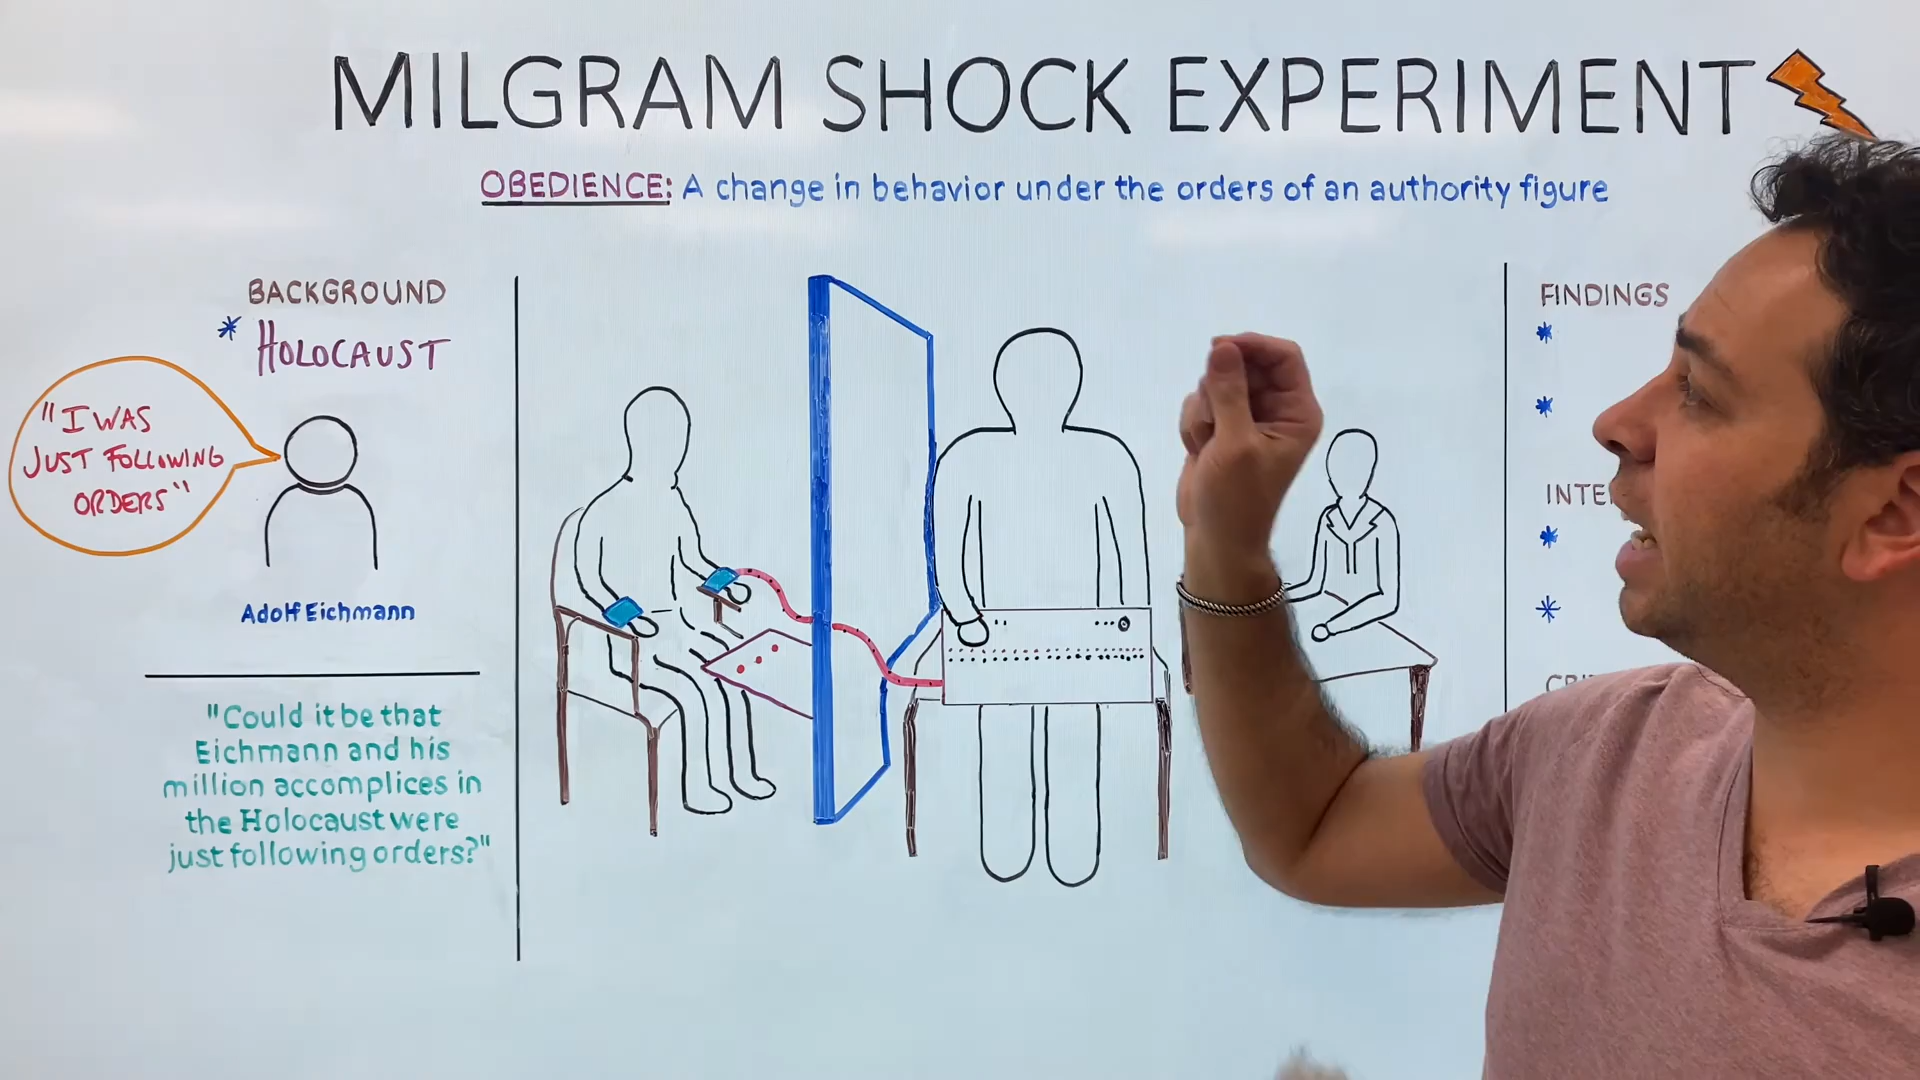 MILGRAM SHOCK EXPERIMENT
OBEDIENCE: A change in behavior under the orders of an authority figure
BACKGROUND
* HOLOCAUST
"I WAS
JUST FOLLOWING
ORDERS"
Adolf Eichmann
"Could it be that
Eichmann and his
million accomplices in
the Holocaust were
just following orders?"
FINDINGS